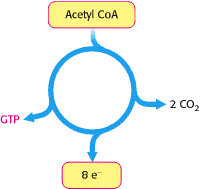 Acetyl CoA
2 CO₂
GTP
8 e⁻